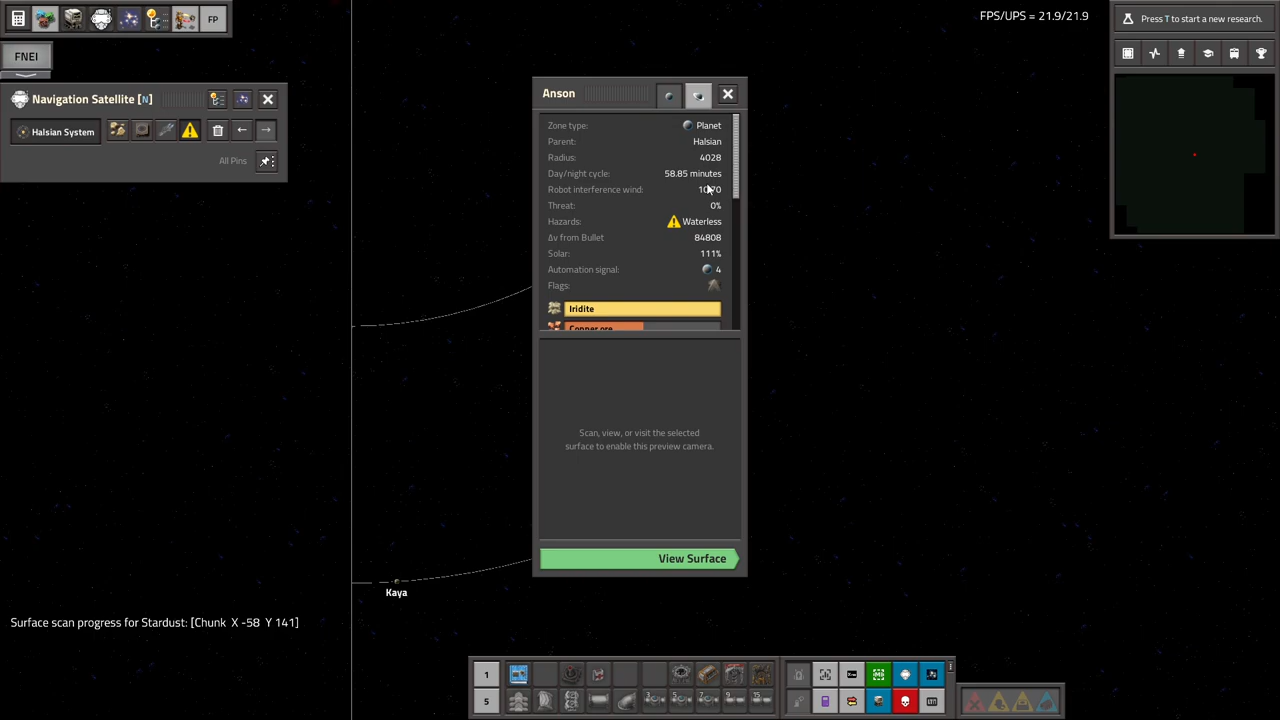 FP
FPS/UPS = 21.9/21.9
Press T to start a new research.
FNEI
Navigation Satellite [N]
Halsian System
All Pins
Anson
Zone type: Planet
Parent: Halsian
Radius: 4028
Day/night cycle: 58.85 minutes
Robot interference wind:
Threat: 0%
Hazards: Waterless
Δv from Bullet 84808
Solar: 111%
Automation signal: 4
Flags:
Iridite
Copper ore
Scan, view, or visit the selected
surface to enable this preview camera.
View Surface
Kaya
Surface scan progress for Stardust: [Chunk X -58 Y 141]
1
5